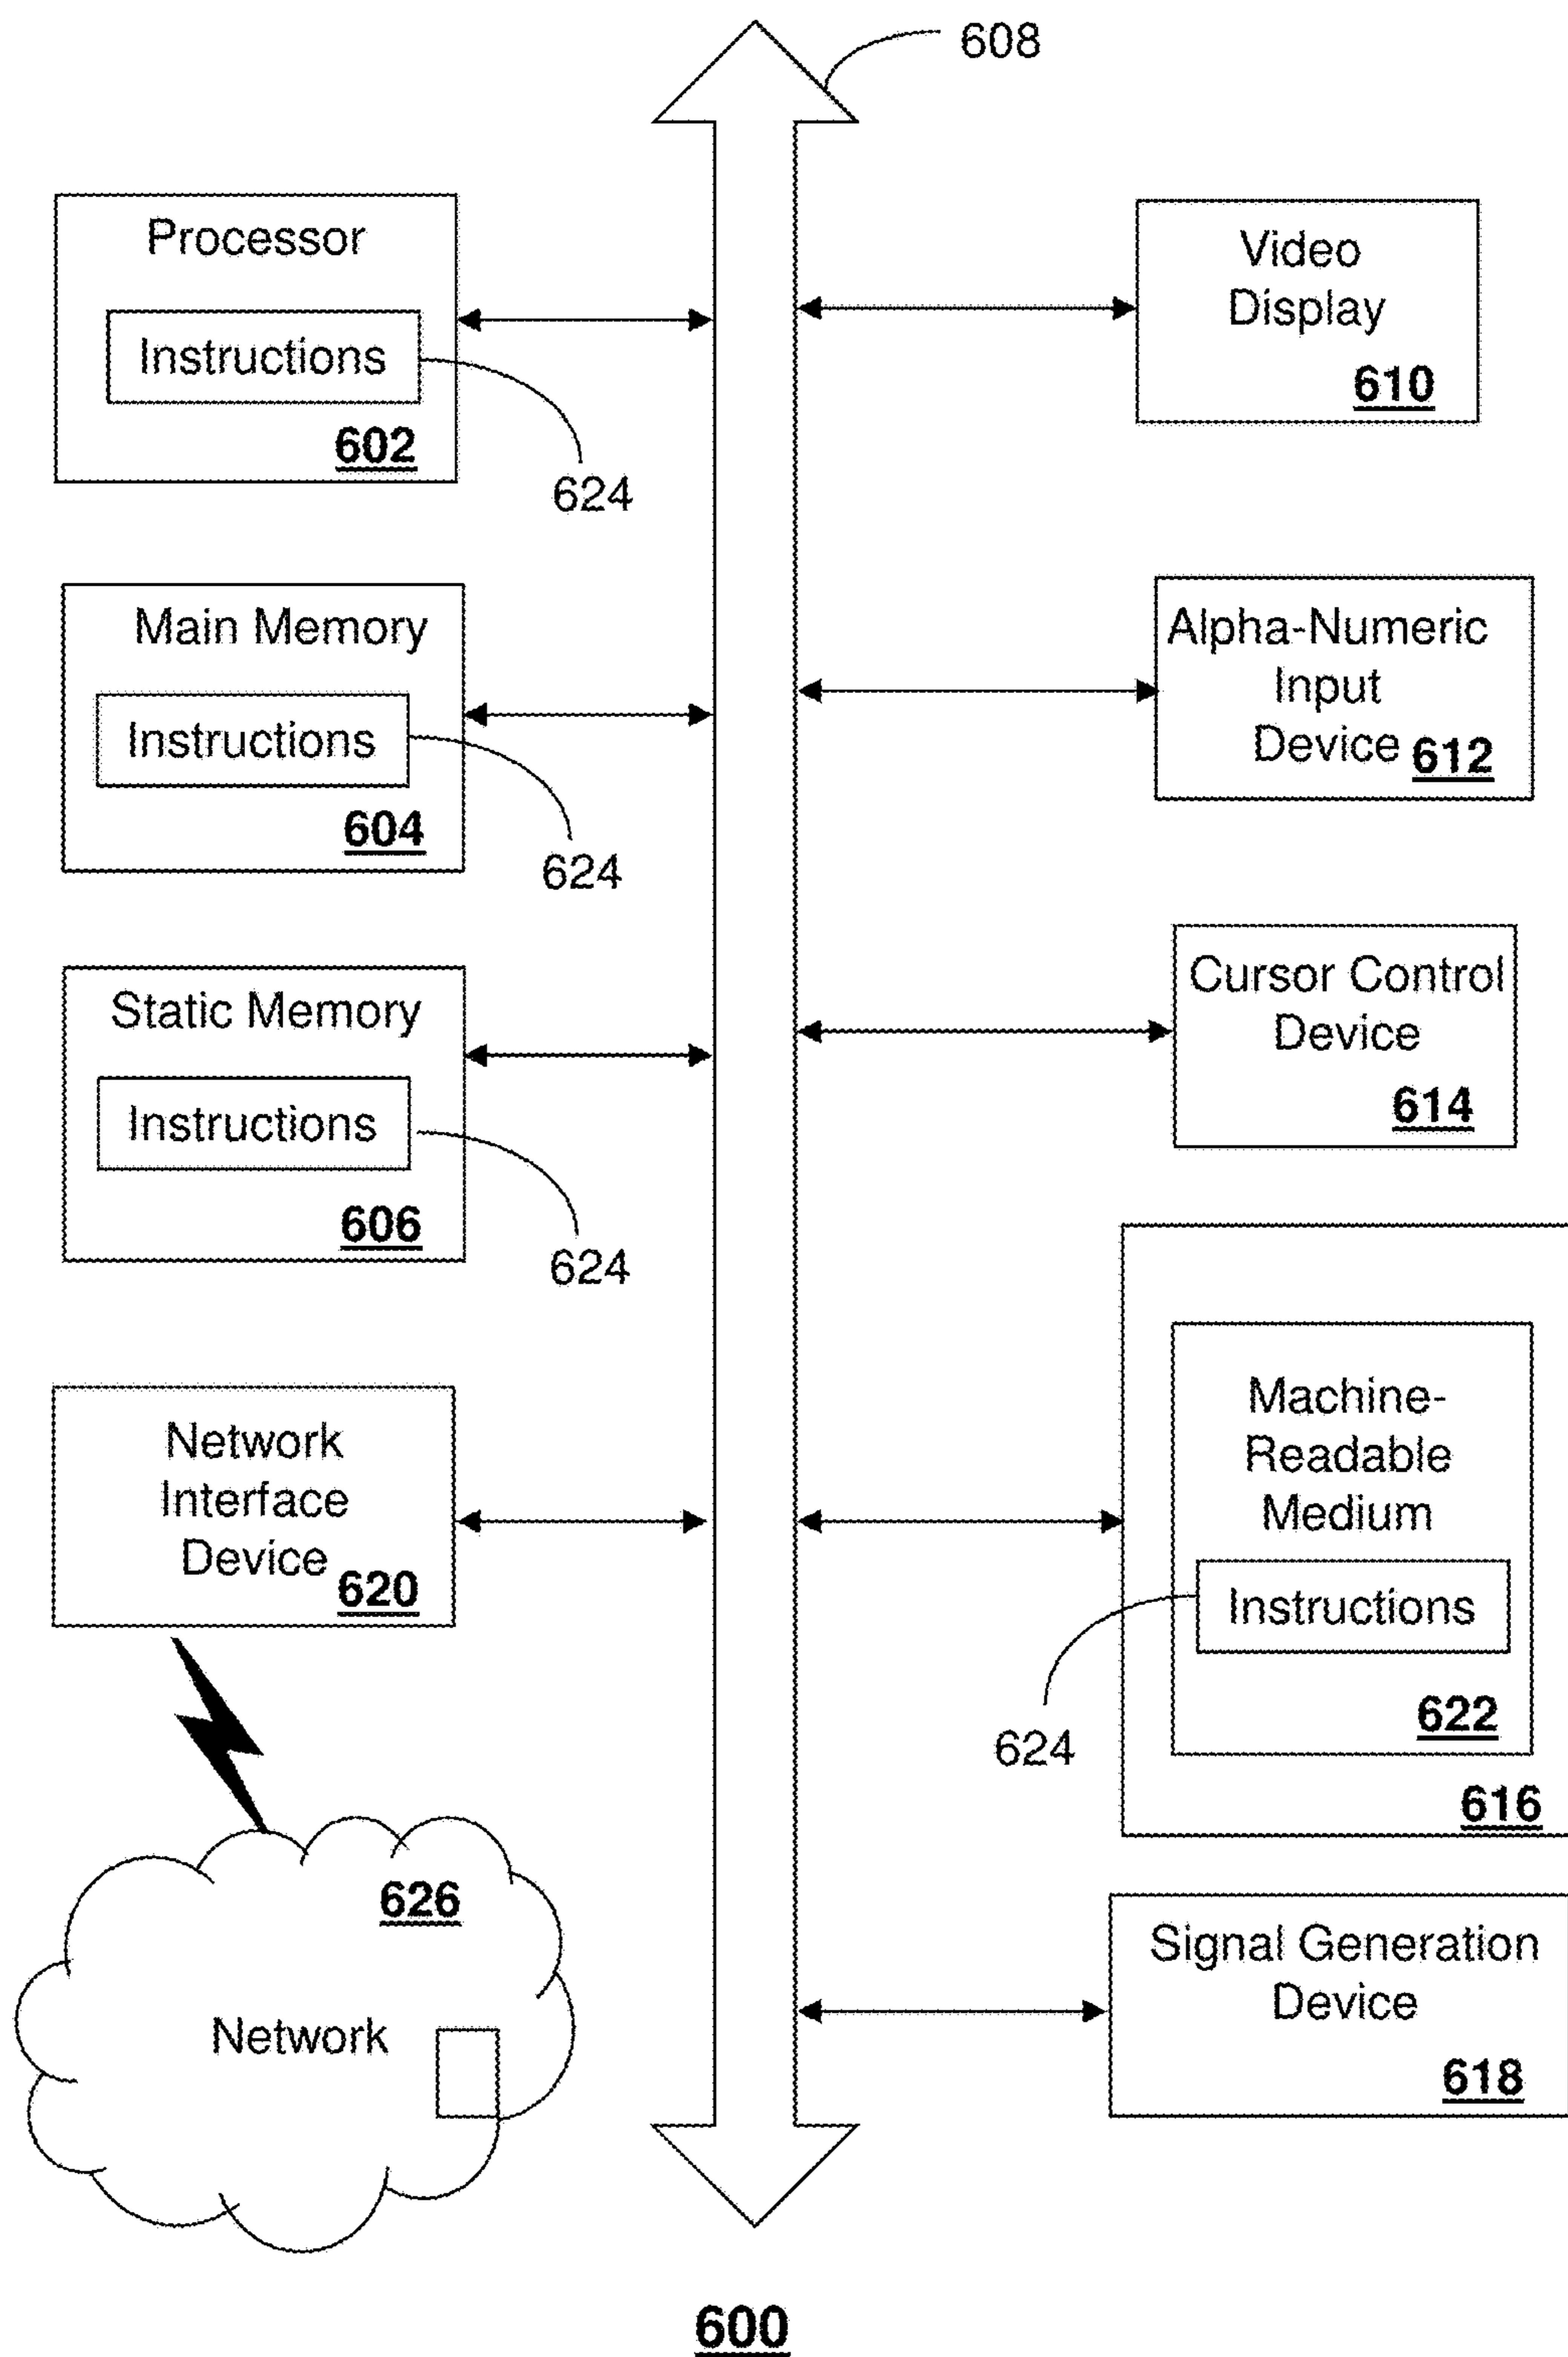 608
Processor
Instructions
602
624
Main Memory
Instructions
604
624
Static Memory
Instructions
606
624
Network
Interface
Device
620
626
Network
Video
Display
610
Alpha-Numeric
Input
Device
612
Cursor Control
Device
614
Machine-
Readable
Medium
Instructions
622
624
616
Signal Generation
Device
618
600